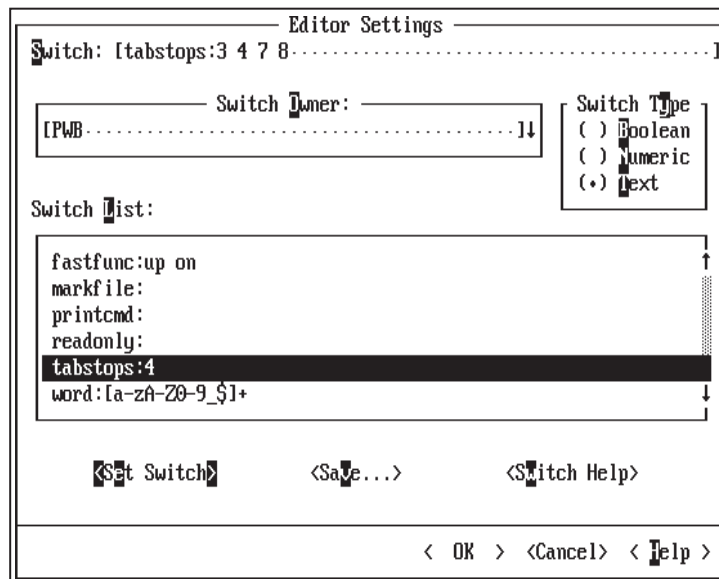 Editor Settings
Switch: [tabstops:3 4 7 8········································]
Switch Owner:
[PWB·········································]↓
Switch Type
( ) Boolean
( ) Numeric
(•) Text
Switch List:
fastfunc:up on
markfile:
printcmd:
readonly:
tabstops:4
word:[a-zA-Z0-9_$]+
<Set Switch> <Save...> <Switch Help>
< OK > <Cancel> < Help >